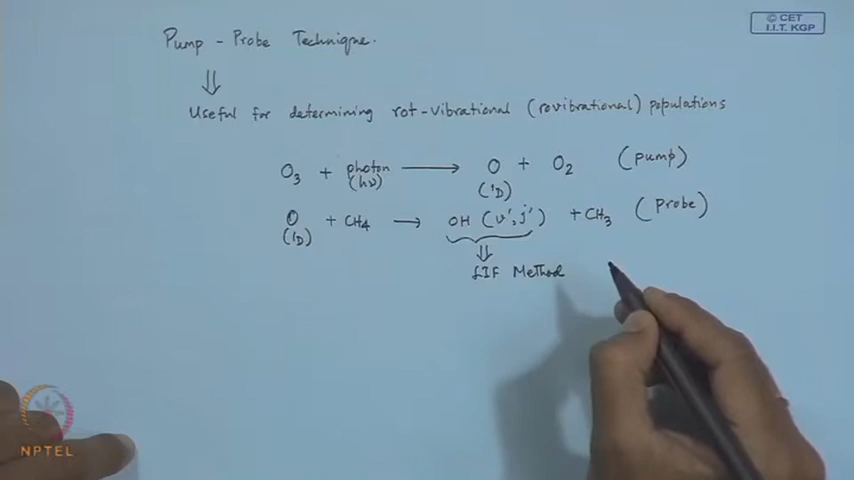 © CET
I.I.T. KGP
Pump - Probe Technique.
⇓
Useful for determining rot-vibrational (rovibrational) populations
O₃ + photon (hν) ⟶ O (¹D) + O₂ (pump)
O (¹D) + CH₄ ⟶ OH (v', j') + CH₃ (Probe)
⇓
LIF Method
NPTEL